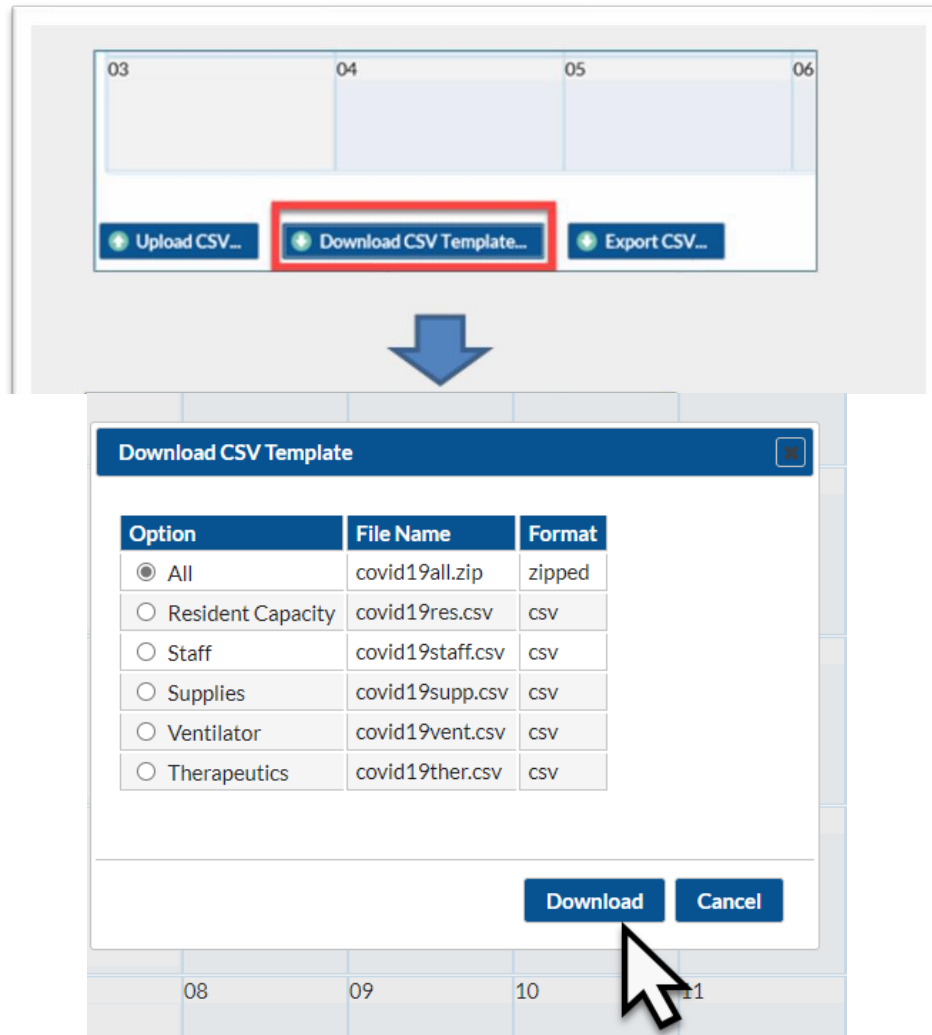 03 04 05 06
Upload CSV... Download CSV Template... Export CSV...
Download CSV Template
Option File Name Format
All covid19all.zip zipped
Resident Capacity covid19res.csv csv
Staff covid19staff.csv csv
Supplies covid19supp.csv csv
Ventilator covid19vent.csv csv
Therapeutics covid19ther.csv csv
Download Cancel
08 09 10 11